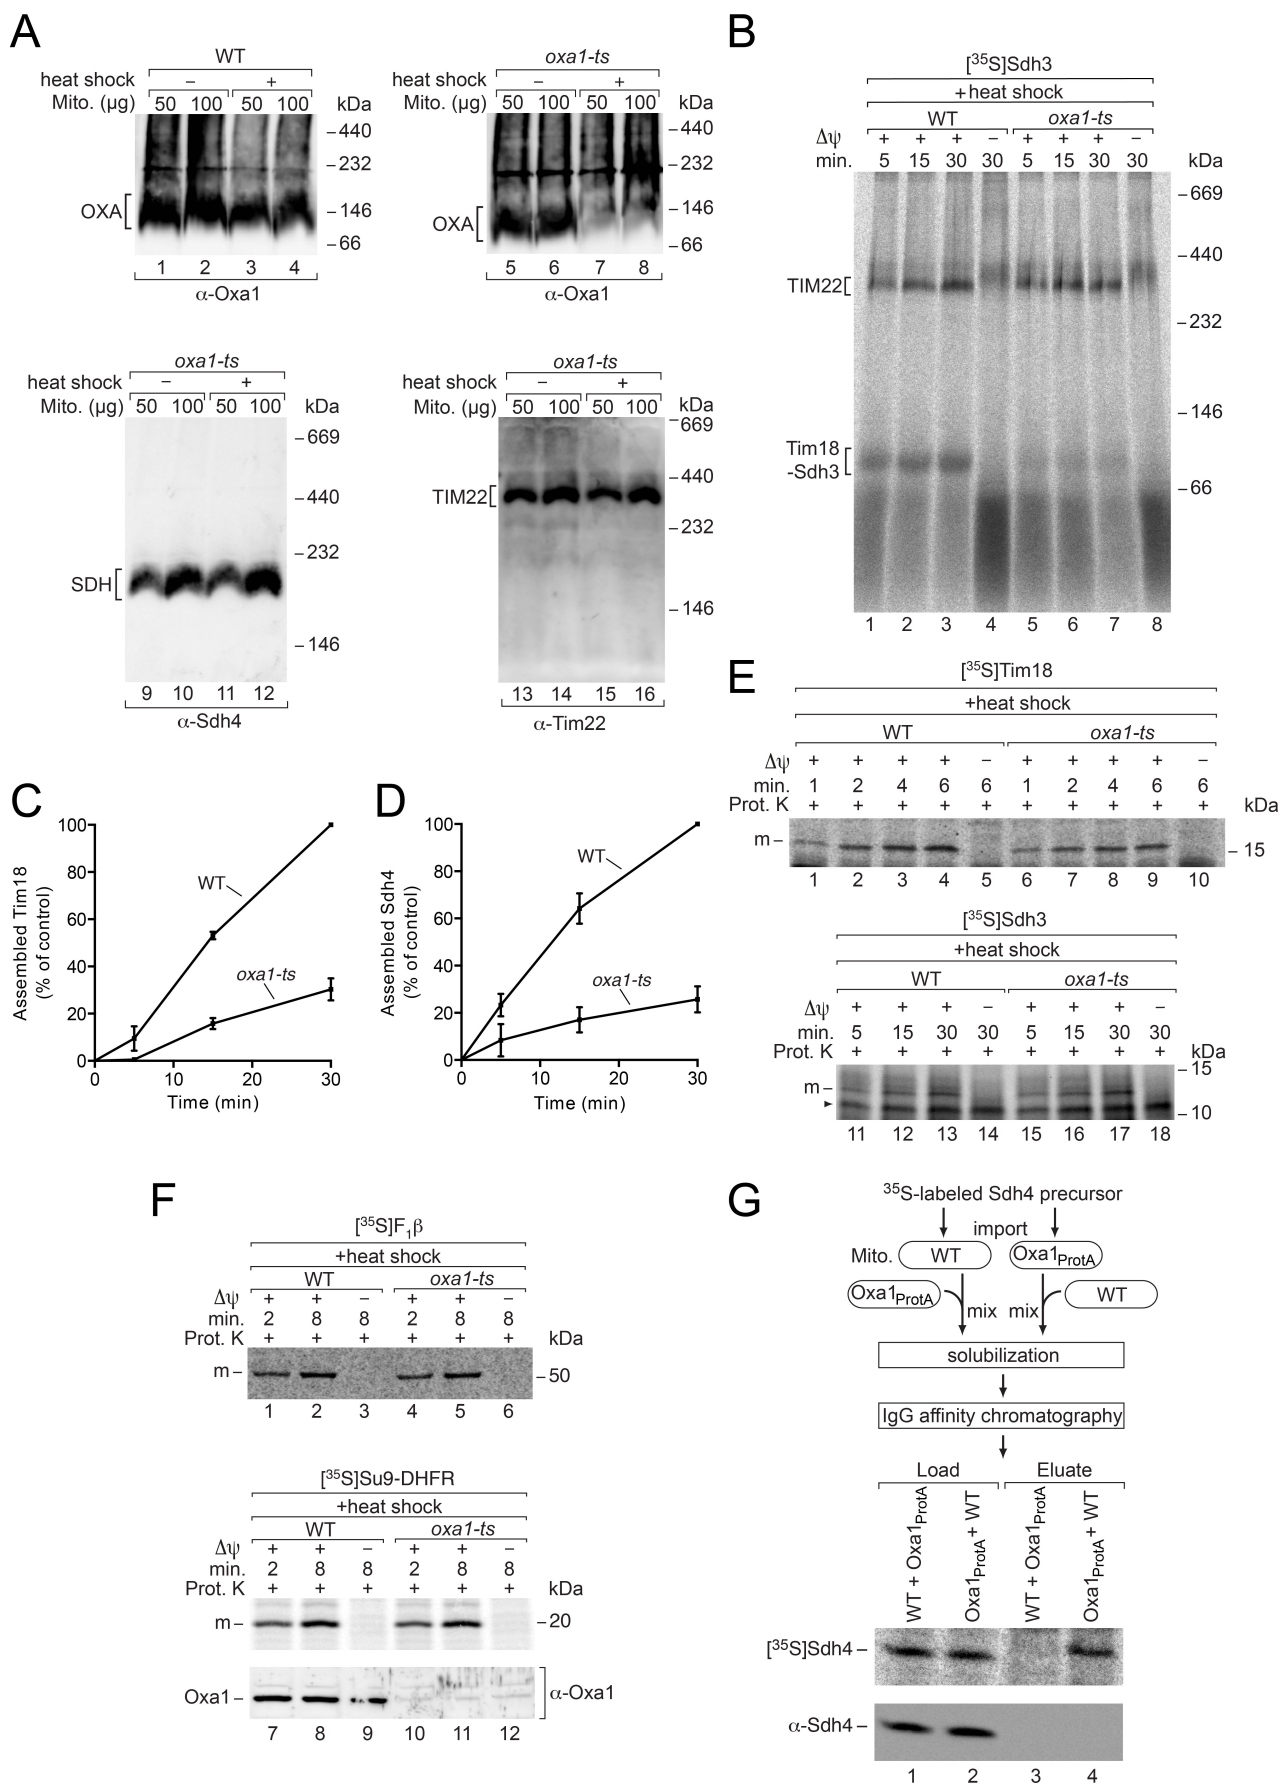 A
WT
heat shock – +
Mito. (µg) 50 100 50 100 kDa
–440
–232
OXA
–146
–66
1 2 3 4
α-Oxa1
oxa1-ts
heat shock – +
Mito. (µg) 50 100 50 100 kDa
–440
–232
OXA
–146
–66
5 6 7 8
α-Oxa1
oxa1-ts
heat shock – +
Mito. (µg) 50 100 50 100 kDa
–669
–440
–232
SDH
–146
9 10 11 12
α-Sdh4
oxa1-ts
heat shock – +
Mito. (µg) 50 100 50 100 kDa
–669
–440
TIM22
–232
–146
13 14 15 16
α-Tim22
B
[³⁵S]Sdh3
+heat shock
WT oxa1-ts
Δψ + + + – + + + –
min. 5 15 30 30 5 15 30 30 kDa
–669
–440
TIM22
–232
–146
Tim18
-Sdh3
–66
1 2 3 4 5 6 7 8
C
Assembled Tim18
(% of control)
100
80
60
40
20
0
WT
oxa1-ts
0 10 20 30
Time (min)
D
Assembled Sdh4
(% of control)
100
80
60
40
20
0
WT
oxa1-ts
0 10 20 30
Time (min)
E
[³⁵S]Tim18
+heat shock
WT oxa1-ts
Δψ + + + + – + + + + –
min. 1 2 4 6 6 1 2 4 6 6
Prot. K + + + + + + + + + + kDa
m–
–15
1 2 3 4 5 6 7 8 9 10
[³⁵S]Sdh3
+heat shock
WT oxa1-ts
Δψ + + + – + + + –
min. 5 15 30 30 5 15 30 30
Prot. K + + + + + + + + kDa
–15
m–
–10
11 12 13 14 15 16 17 18
F
[³⁵S]F₁β
+heat shock
WT oxa1-ts
Δψ + + – + + –
min. 2 8 8 2 8 8
Prot. K + + + + + + kDa
m– –50
1 2 3 4 5 6
[³⁵S]Su9-DHFR
+heat shock
WT oxa1-ts
Δψ + + – + + –
min. 2 8 8 2 8 8
Prot. K + + + + + + kDa
m– –20
Oxa1– α-Oxa1
7 8 9 10 11 12
G
³⁵S-labeled Sdh4 precursor
import
Mito. WT Oxa1ProtA
Oxa1ProtA mix mix WT
solubilization
IgG affinity chromatography
Load Eluate
WT + Oxa1ProtA
Oxa1ProtA + WT
WT + Oxa1ProtA
Oxa1ProtA + WT
[³⁵S]Sdh4–
α-Sdh4–
1 2 3 4